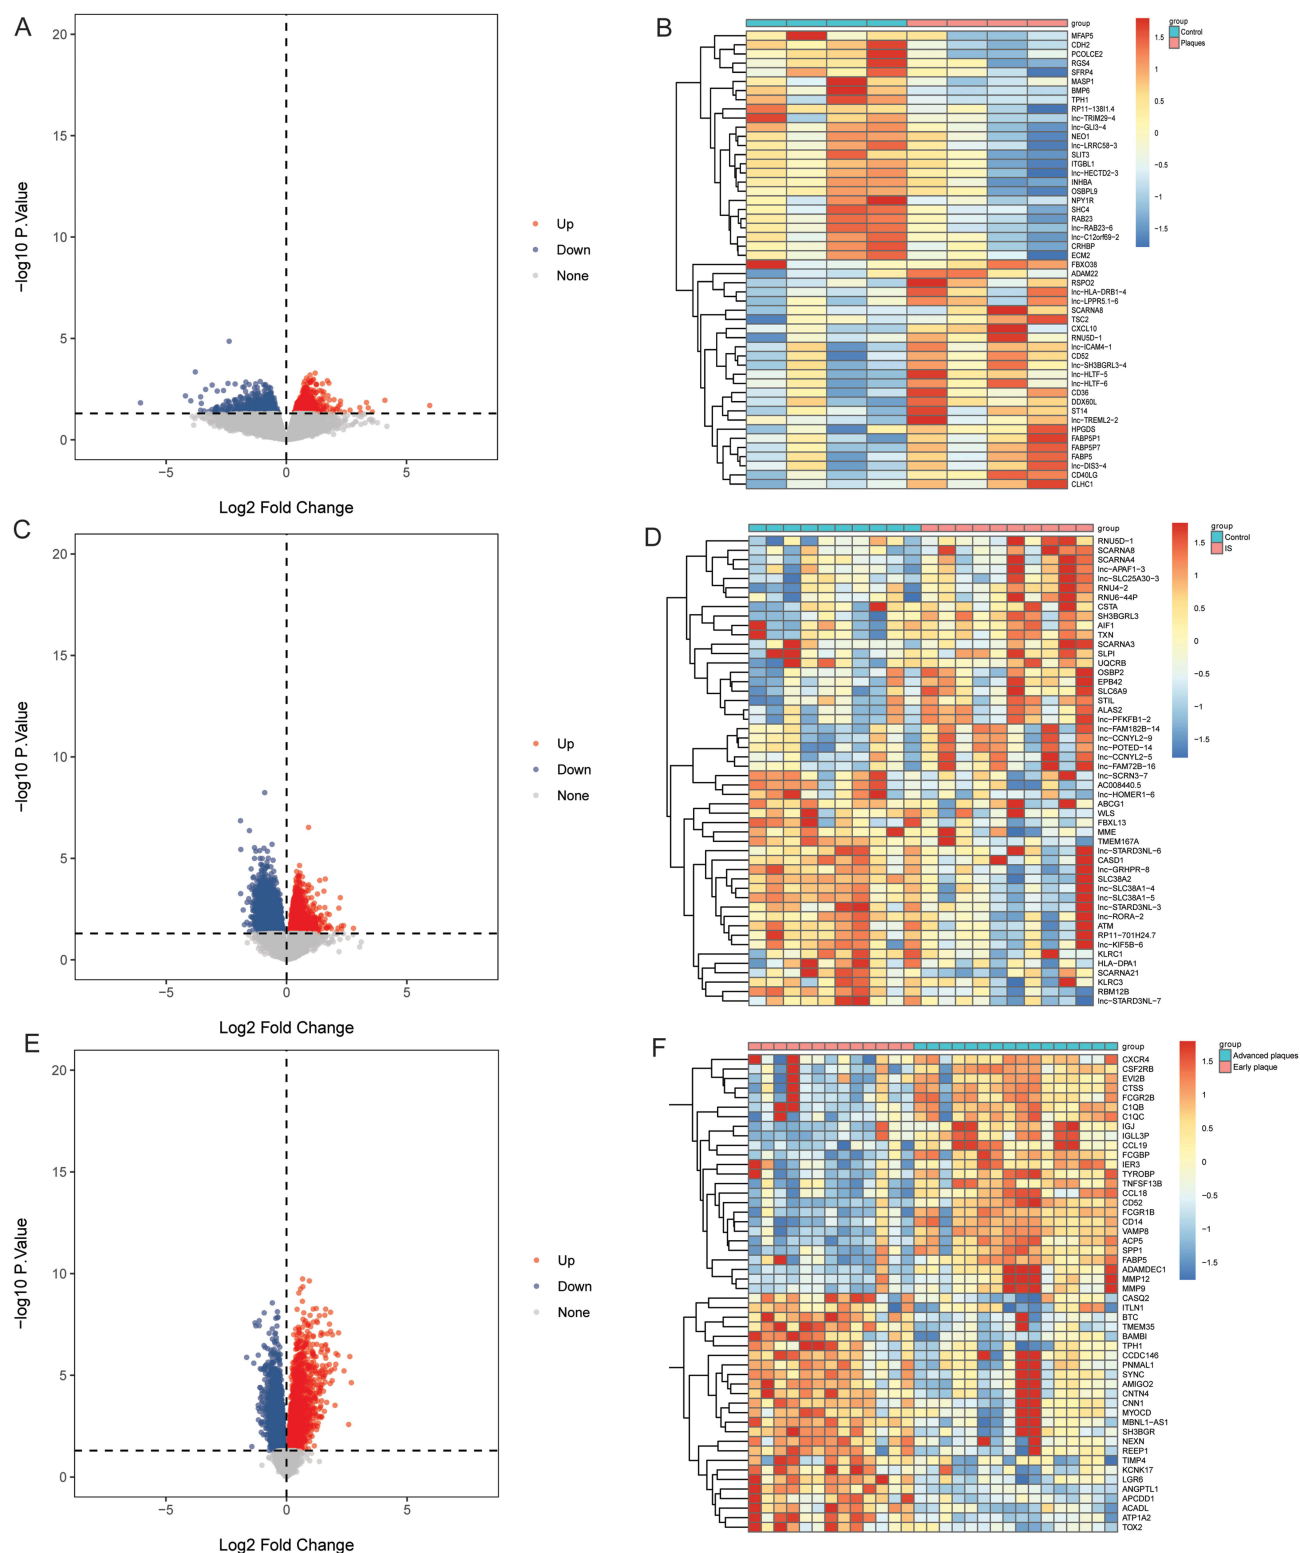 A
20
15
10
5
0
−log10 P.Value
−5
0
5
Log2 Fold Change
Up
Down
None
B
group
MFAP5
CDH2
PCOLCE2
RGS4
SFRP4
MASP1
BMP6
TPH1
RP11−138I1.4
lnc−TRIM29−4
lnc−GLI3−4
NEO1
lnc−LRRC58−3
SLIT3
ITGBL1
lnc−HECTD2−3
INHBA
OSBPL9
NPY1R
SHC4
RAB23
lnc−RAB23−6
lnc−C12orf69−2
CRHBP
ECM2
FBXO38
ADAM22
RSPO2
lnc−HLA−DRB1−4
lnc−LPPR5.1−6
SCARNA8
TSC2
CXCL10
RNU5D−1
lnc−ICAM4−1
CD52
lnc−SH3BGRL3−4
lnc−HLTF−5
lnc−HLTF−6
CD36
DDX60L
ST14
lnc−TREML2−2
HPGDS
FABP5P1
FABP5P7
FABP5
lnc−DIS3−4
CD40LG
CLHC1
1.5
1
0.5
0
−0.5
−1
−1.5
group
Control
Plaques
C
20
15
10
5
0
−log10 P.Value
−5
0
5
Log2 Fold Change
Up
Down
None
D
group
RNU5D−1
SCARNA8
SCARNA4
lnc−APAF1−3
lnc−SLC25A30−3
RNU4−2
RNU6−44P
CSTA
SH3BGRL3
AIF1
TXN
SCARNA3
SLPI
UQCRB
OSBP2
EPB42
SLC6A9
STIL
ALAS2
lnc−PFKFB1−2
lnc−FAM182B−14
lnc−CCNYL2−9
lnc−POTED−14
lnc−CCNYL2−5
lnc−FAM72B−16
lnc−SCRN3−7
AC008440.5
lnc−HOMER1−6
ABCG1
WLS
FBXL13
MME
TMEM167A
lnc−STARD3NL−6
CASD1
lnc−GRHPR−8
SLC38A2
lnc−SLC38A1−4
lnc−SLC38A1−5
lnc−STARD3NL−3
lnc−RORA−2
ATM
RP11−701H24.7
lnc−KIF5B−6
KLRC1
HLA−DPA1
SCARNA21
KLRC3
RBM12B
lnc−STARD3NL−7
1.5
1
0.5
0
−0.5
−1
−1.5
group
Control
IS
E
20
15
10
5
0
−log10 P.Value
−5
0
5
Log2 Fold Change
Up
Down
None
F
group
CXCR4
CSF2RB
EVI2B
CTSS
FCGR2B
C1QB
C1QC
IGJ
IGLL3P
CCL19
FCGBP
IER3
TYROBP
TNFSF13B
CCL18
CD52
FCGR1B
CD14
VAMP8
ACP5
SPP1
FABP5
ADAMDEC1
MMP12
MMP9
CASQ2
ITLN1
BTC
TMEM35
BAMBI
TPH1
CCDC146
PNMAL1
SYNC
AMIGO2
CNTN4
CNN1
MYOCD
MBNL1−AS1
SH3BGR
NEXN
REEP1
TIMP4
KCNK17
LGR6
ANGPTL1
APCDD1
ACADL
ATP1A2
TOX2
1.5
1
0.5
0
−0.5
−1
−1.5
group
Advanced plaques
Early plaque